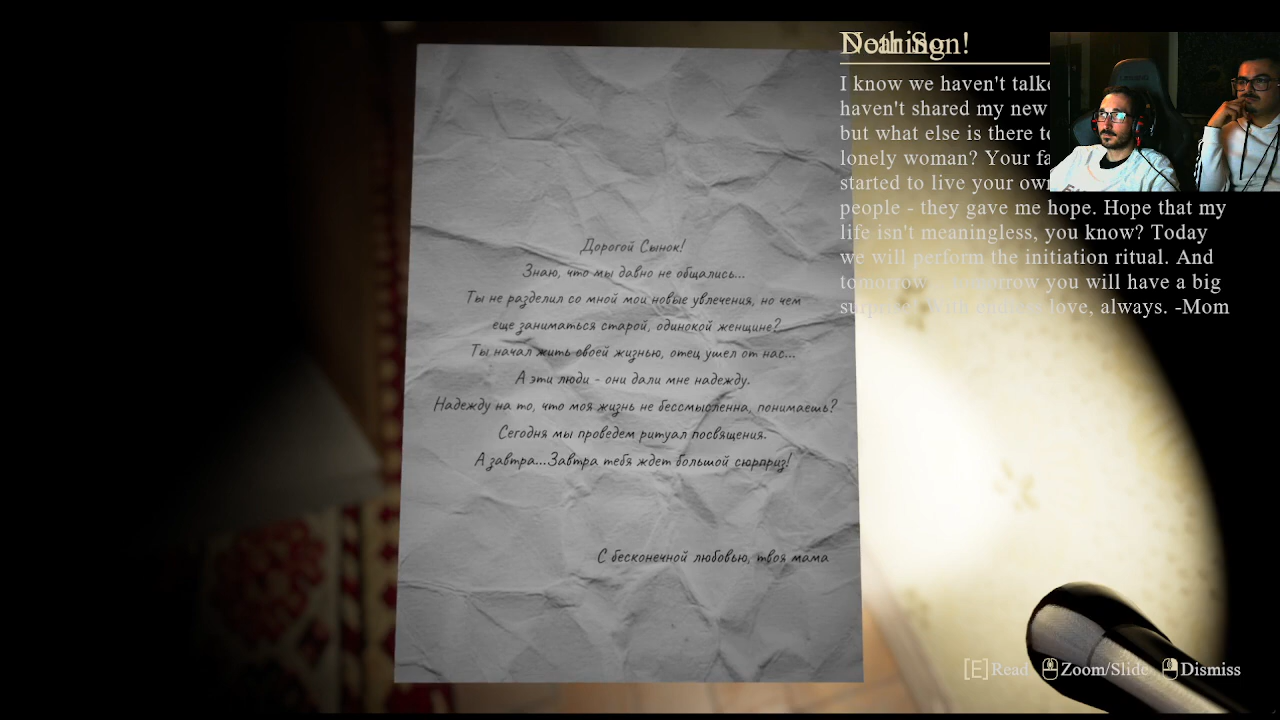 Дорогой Сынок!
Знаю, что мы давно не общались...
Ты не разделил со мной мои новые увлечения, но чем
еще заниматься старой, одинокой женщине?
Ты начал жить своей жизнью, отец ушел от нас...
А эти люди - они дали мне надежду.
Надежду на то, что моя жизнь не бессмысленна, понимаешь?
Сегодня мы проведем ритуал посвящения.
А завтра...Завтра тебя ждет большой сюрприз!
С бесконечной любовью, твоя мама
I know we haven't
haven't shared my new
but what else is there
lonely woman? Your
started to live your
people - they gave me hope. Hope that my
life isn't meaningless, you know? Today
we will perform the initiation ritual. And
tomorrow tomorrow you will have a big
love, always. -Mom
[E]Read Zoom/Slide Dismiss